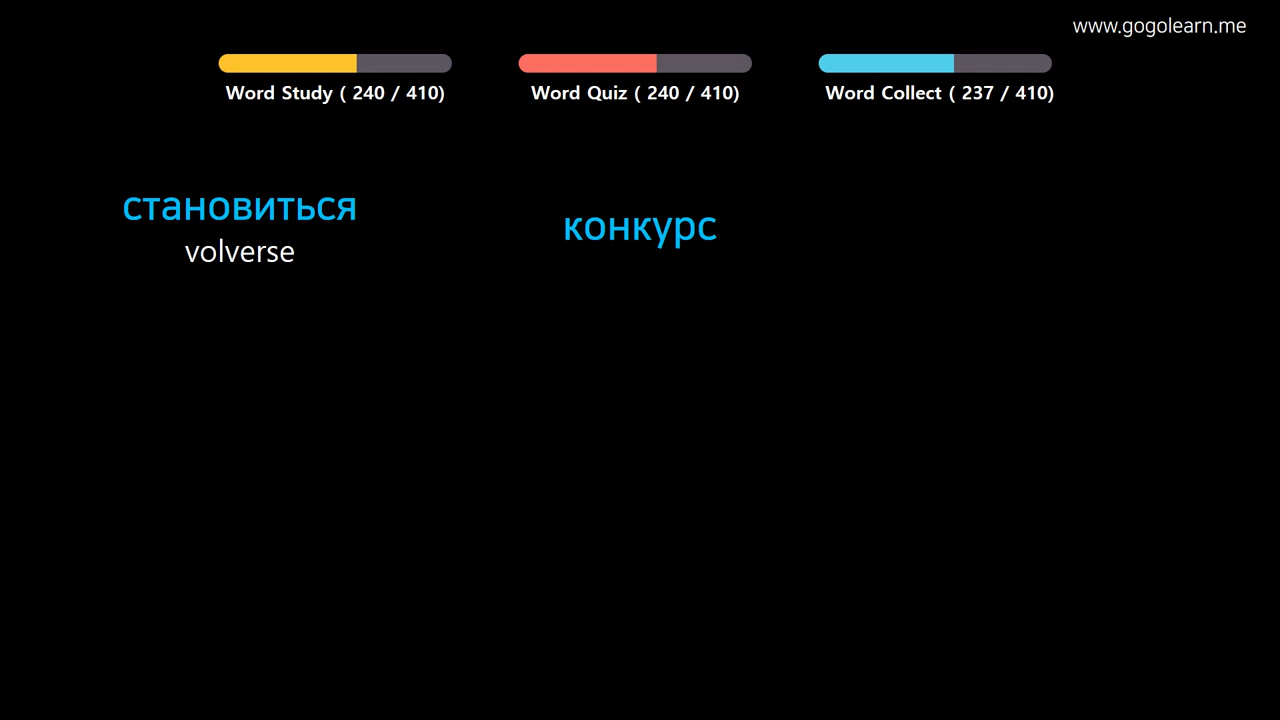 www.gogolearn.me
Word Study ( 240 / 410)
Word Quiz ( 240 / 410)
Word Collect ( 237 / 410)
становиться
volverse
конкурс